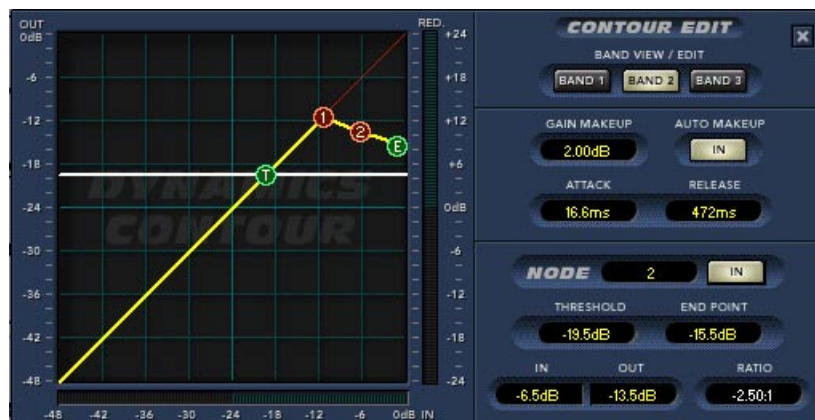 OUT
0dB
-6
-12
-18
-24
-30
-36
-42
-48
-48 -42 -36 -30 -24 -18 -12 -6 0dB IN
DYNAMICS
CONTOUR
T
1
2
E
RED.
+24
+18
+12
+6
0dB
-6
-12
-18
-24
CONTOUR EDIT
X
BAND VIEW / EDIT
BAND 1 BAND 2 BAND 3
GAIN MAKEUP AUTO MAKEUP
2.00dB IN
ATTACK RELEASE
16.6ms 472ms
NODE 2 IN
THRESHOLD END POINT
-19.5dB -15.5dB
IN OUT RATIO
-6.5dB -13.5dB -2.50:1